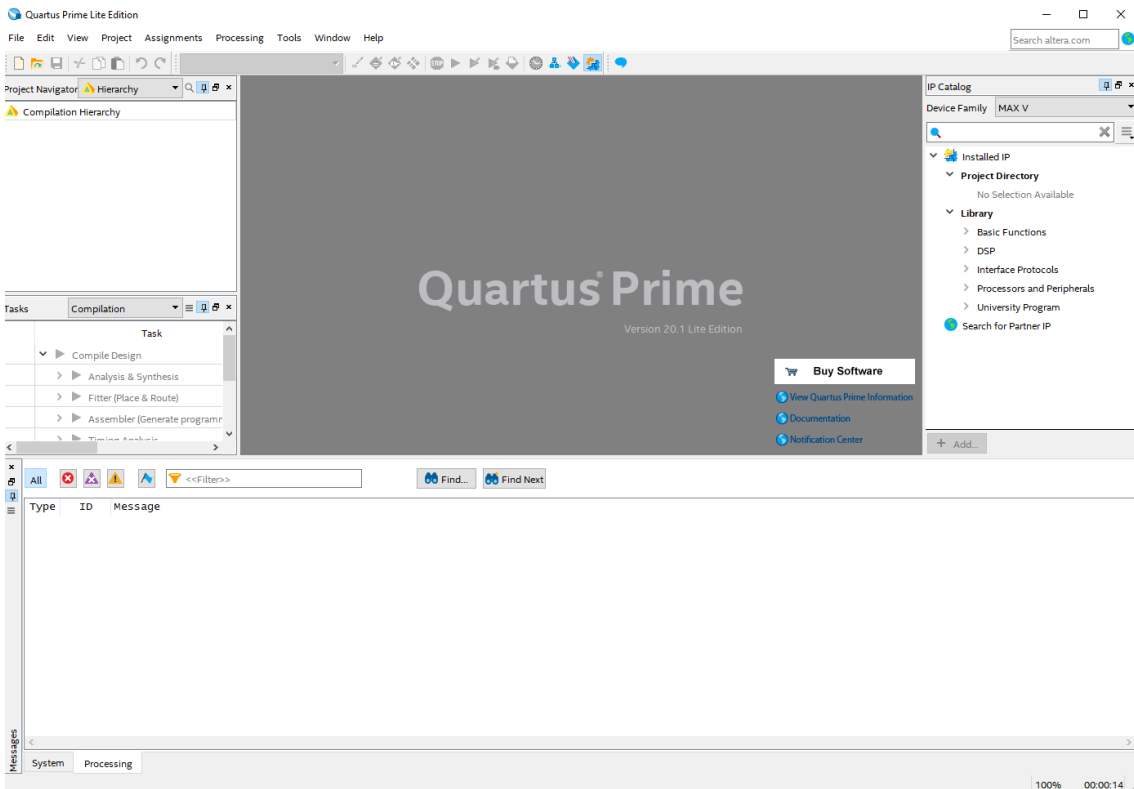 Quartus Prime Lite Edition
File Edit View Project Assignments Processing Tools Window Help
Search altera.com
Project Navigator Hierarchy
Compilation Hierarchy
Quartus® Prime
Version 20.1 Lite Edition
Buy Software
View Quartus Prime Information
Documentation
Notification Center
IP Catalog
Device Family MAX V
Installed IP
Project Directory
No Selection Available
Library
Basic Functions
DSP
Interface Protocols
Processors and Peripherals
University Program
Search for Partner IP
+ Add...
Tasks Compilation
Task
Compile Design
Analysis & Synthesis
Fitter (Place & Route)
Assembler (Generate programr
Timing Analysis
All <<Filter>> Find... Find Next
Type ID Message
Messages
System Processing
100% 00:00:14